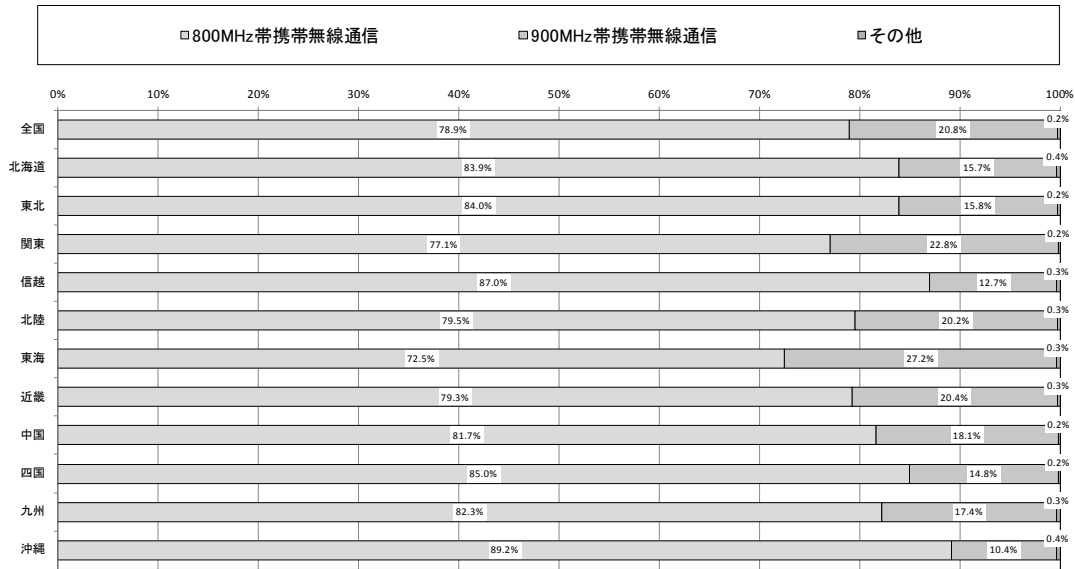 800MHz帯携帯無線通信 900MHz帯携帯無線通信 その他
0% 10% 20% 30% 40% 50% 60% 70% 80% 90% 100%
全国 78.9% 20.8% 0.2%
北海道 83.9% 15.7% 0.4%
東北 84.0% 15.8% 0.2%
関東 77.1% 22.8% 0.2%
信越 87.0% 12.7% 0.3%
北陸 79.5% 20.2% 0.3%
東海 72.5% 27.2% 0.3%
近畿 79.3% 20.4% 0.3%
中国 81.7% 18.1% 0.2%
四国 85.0% 14.8% 0.2%
九州 82.3% 17.4% 0.3%
沖縄 89.2% 10.4% 0.4%